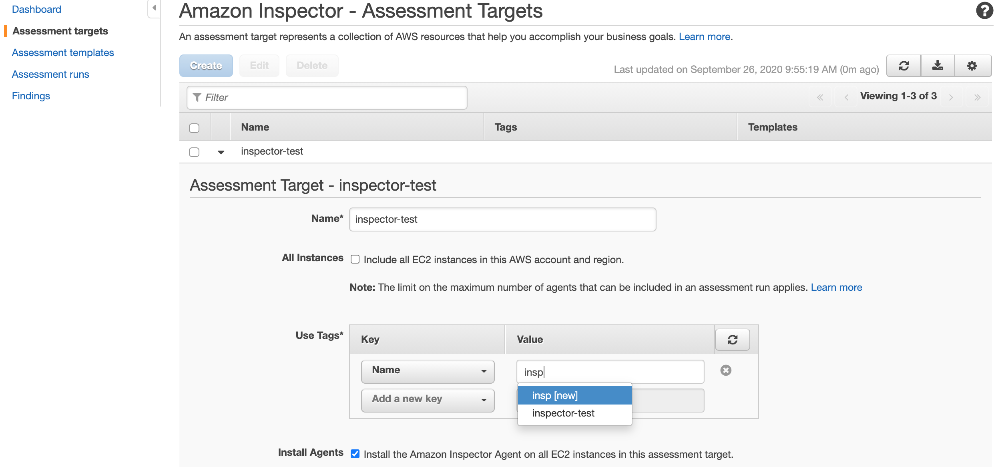 Dashboard
Assessment targets
Assessment templates
Assessment runs
Findings
Amazon Inspector - Assessment Targets
An assessment target represents a collection of AWS resources that help you accomplish your business goals. Learn more.
Create Edit Delete
Last updated on September 26, 2020 9:55:19 AM (0m ago)
Filter
Viewing 1-3 of 3
Name Tags Templates
inspector-test
Assessment Target - inspector-test
Name* inspector-test
All Instances Include all EC2 instances in this AWS account and region.
Note: The limit on the maximum number of agents that can be included in an assessment run applies. Learn more
Use Tags* Key Value
Name insp
Add a new key
insp [new]
inspector-test
Install Agents Install the Amazon Inspector Agent on all EC2 instances in this assessment target.